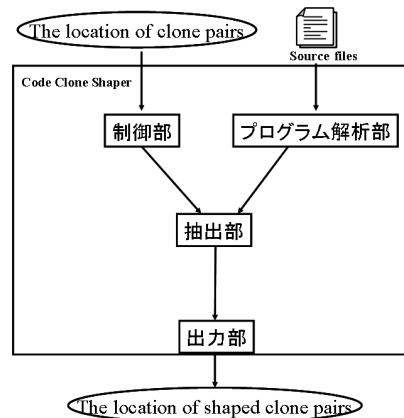 The location of clone pairs
Source files
Code Clone Shaper
制御部
プログラム解析部
抽出部
出力部
The location of shaped clone pairs